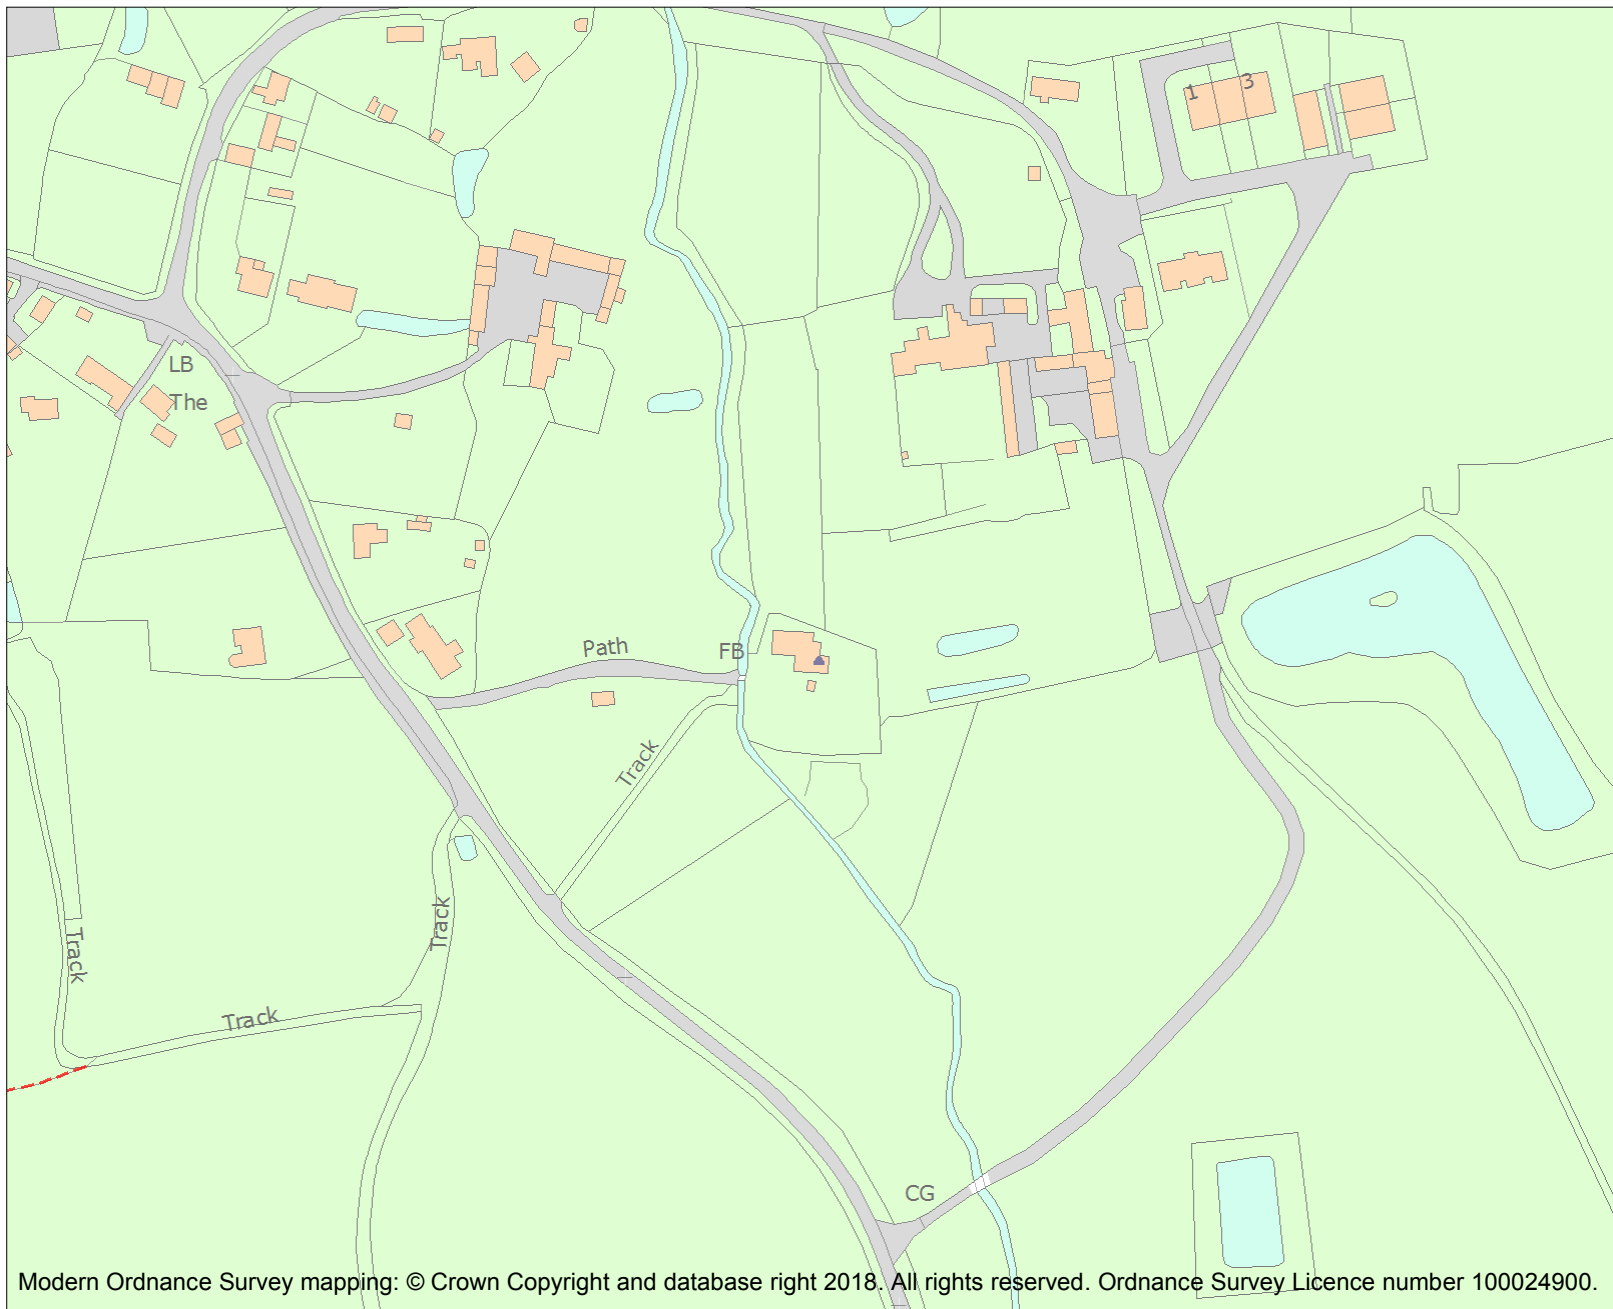 1
3
LB
The
Path
FB
Track
Track
Track
Track
CG
Modern Ordnance Survey mapping: © Crown Copyright and database right 2018. All rights reserved. Ordnance Survey Licence number 100024900.